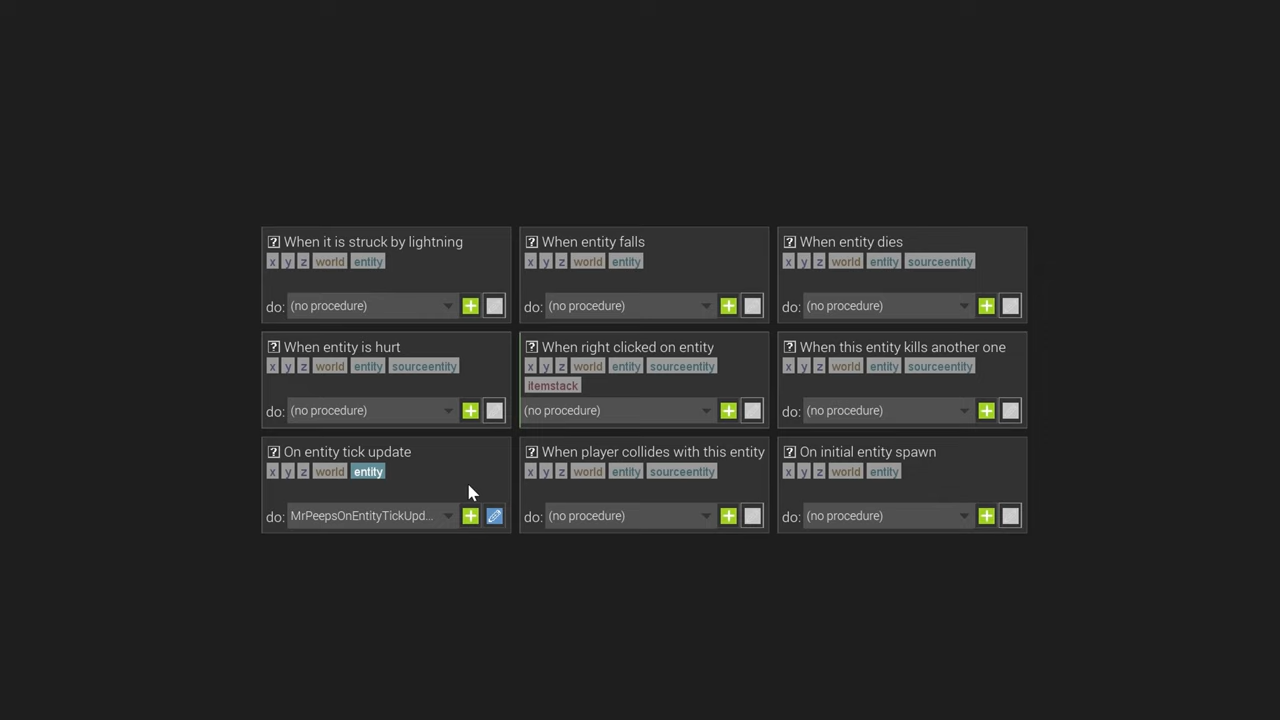 ? When it is struck by lightning
x y z world entity
do: (no procedure)
? When entity falls
x y z world entity
do: (no procedure)
? When entity dies
x y z world entity sourceentity
do: (no procedure)
? When entity is hurt
x y z world entity sourceentity
do: (no procedure)
? When right clicked on entity
x y z world entity sourceentity
itemstack
(no procedure)
? When this entity kills another one
x y z world entity sourceentity
do: (no procedure)
? On entity tick update
x y z world entity
do: MrPeepsOnEntityTickUpd...
? When player collides with this entity
x y z world entity sourceentity
do: (no procedure)
? On initial entity spawn
x y z world entity
do: (no procedure)